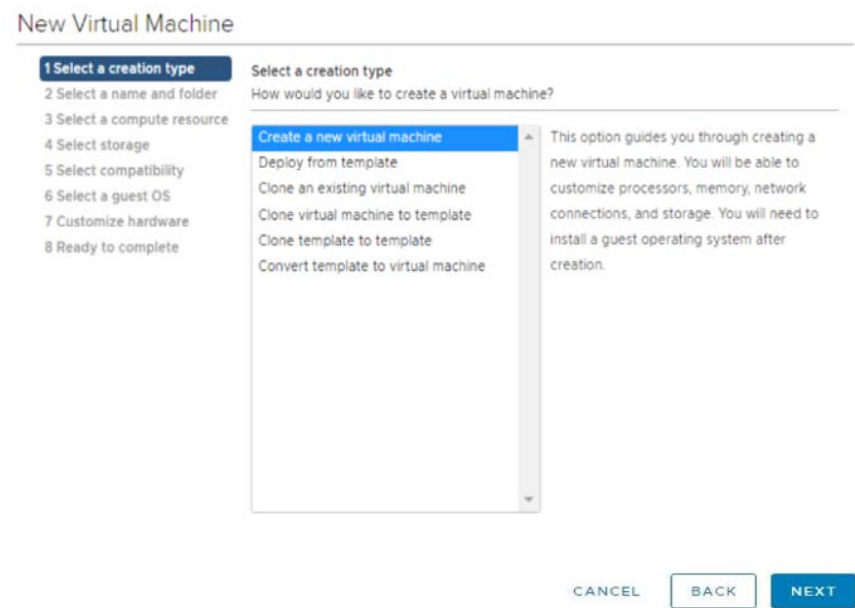 New Virtual Machine
1 Select a creation type
2 Select a name and folder
3 Select a compute resource
4 Select storage
5 Select compatibility
6 Select a guest OS
7 Customize hardware
8 Ready to complete
Select a creation type
How would you like to create a virtual machine?
Create a new virtual machine
Deploy from template
Clone an existing virtual machine
Clone virtual machine to template
Clone template to template
Convert template to virtual machine
This option guides you through creating a
new virtual machine. You will be able to
customize processors, memory, network
connections, and storage. You will need to
install a guest operating system after
creation.
CANCEL
BACK
NEXT